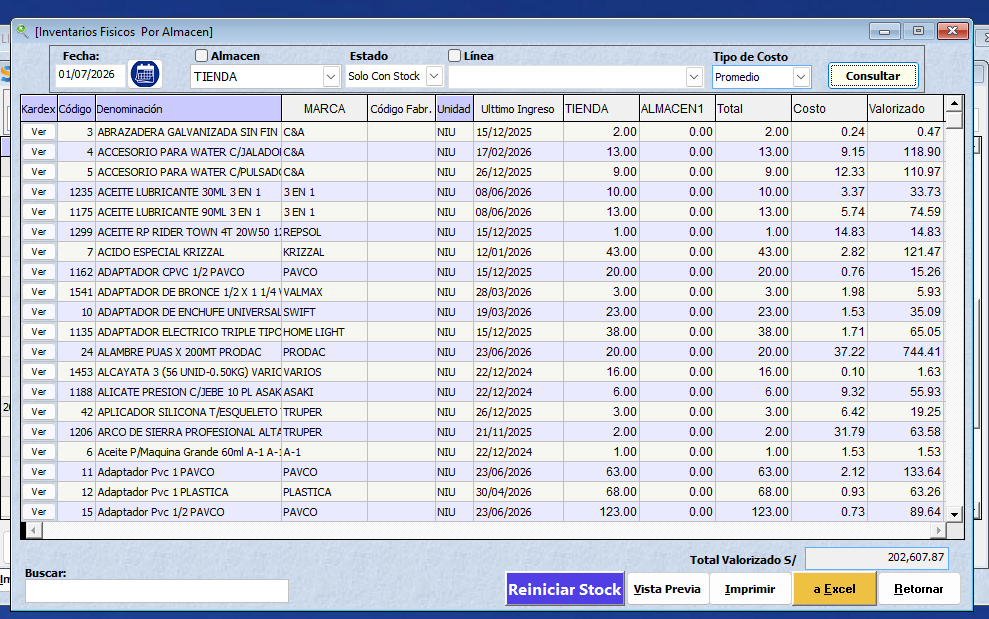 [Inventarios Fisicos Por Almacen]
Fecha: Almacen Estado Línea Tipo de Costo
01/07/2026 TIENDA Solo Con Stock Promedio Consultar
Kardex Código Denominación MARCA Código Fabr. Unidad Ulttimo Ingreso TIENDA ALMACEN1 Total Costo Valorizado
Ver 3 ABRAZADERA GALVANIZADA SIN FIN C&A NIU 15/12/2025 2.00 0.00 2.00 0.24 0.47
Ver 4 ACCESORIO PARA WATER C/JALADO C&A NIU 17/02/2026 13.00 0.00 13.00 9.15 118.90
Ver 5 ACCESORIO PARA WATER C/PULSADO C&A NIU 26/12/2025 9.00 0.00 9.00 12.33 110.97
Ver 1235 ACEITE LUBRICANTE 30ML 3 EN 1 3 EN 1 NIU 08/06/2026 10.00 0.00 10.00 3.37 33.73
Ver 1175 ACEITE LUBRICANTE 90ML 3 EN 1 3 EN 1 NIU 08/06/2026 13.00 0.00 13.00 5.74 74.59
Ver 1299 ACEITE RP RIDER TOWN 4T 20W50 1 REPSOL NIU 15/12/2025 1.00 0.00 1.00 14.83 14.83
Ver 7 ACIDO ESPECIAL KRIZZAL KRIZZAL NIU 12/01/2026 43.00 0.00 43.00 2.82 121.47
Ver 1162 ADAPTADOR CPVC 1/2 PAVCO PAVCO NIU 15/12/2025 20.00 0.00 20.00 0.76 15.26
Ver 1541 ADAPTADOR DE BRONCE 1/2 X 1 1/4 VALMAX NIU 28/03/2026 3.00 0.00 3.00 1.98 5.93
Ver 10 ADAPTADOR DE ENCHUFE UNIVERSAL SWIFT NIU 19/03/2026 23.00 0.00 23.00 1.53 35.09
Ver 1135 ADAPTADOR ELECTRICO TRIPLE TIPO HOME LIGHT NIU 15/12/2025 38.00 0.00 38.00 1.71 65.05
Ver 24 ALAMBRE PUAS X 200MT PRODAC PRODAC NIU 23/06/2026 20.00 0.00 20.00 37.22 744.41
Ver 1453 ALCAYATA 3 (56 UNID-0.50KG) VARIO VARIOS NIU 22/12/2024 16.00 0.00 16.00 0.10 1.63
Ver 1188 ALICATE PRESION C/JEBE 10 PL ASAK ASAKI NIU 22/12/2024 6.00 0.00 6.00 9.32 55.93
Ver 42 APLICADOR SILICONA T/ESQUELETO TRUPER NIU 26/12/2025 3.00 0.00 3.00 6.42 19.25
Ver 1206 ARCO DE SIERRA PROFESIONAL ALTA TRUPER NIU 21/11/2025 2.00 0.00 2.00 31.79 63.58
Ver 6 Aceite P/Maquina Grande 60ml A-1 A- A-1 NIU 22/12/2024 1.00 0.00 1.00 1.53 1.53
Ver 11 Adaptador Pvc 1 PAVCO PAVCO NIU 23/06/2026 63.00 0.00 63.00 2.12 133.64
Ver 12 Adaptador Pvc 1 PLASTICA PLASTICA NIU 30/04/2026 68.00 0.00 68.00 0.93 63.26
Ver 15 Adaptador Pvc 1/2 PAVCO PAVCO NIU 23/06/2026 123.00 0.00 123.00 0.73 89.64
Total Valorizado S/ 202,607.87
Buscar:
Reiniciar Stock Vista Previa Imprimir a Excel Retornar